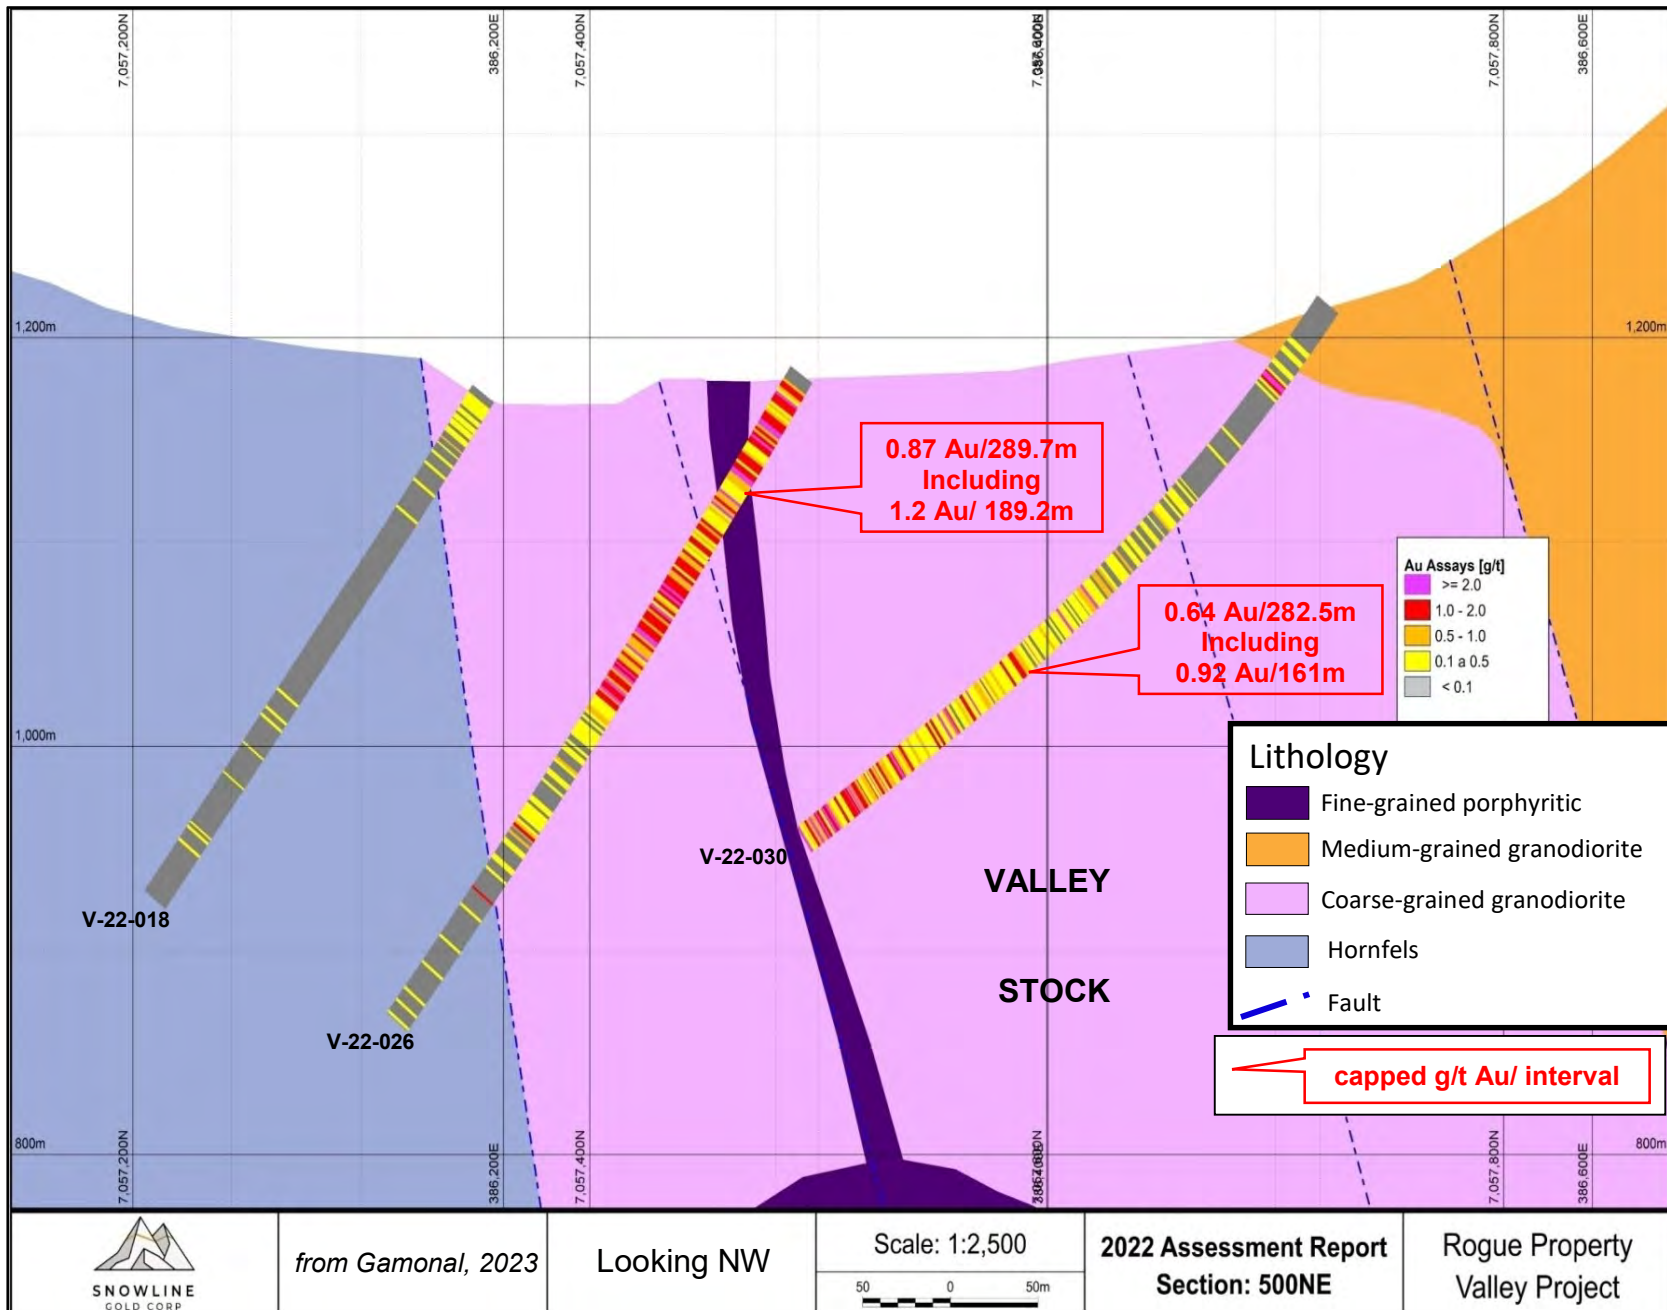 7,057,200N
386,200E
7,057,400N
7,057,800N
386,600E
1,200m
1,200m
0.87 Au/289.7m
Including
1.2 Au/ 189.2m
Au Assays [g/t]
>= 2.0
1.0 - 2.0
0.5 - 1.0
0.1 a 0.5
< 0.1
0.64 Au/282.5m
Including
0.92 Au/161m
1,000m
Lithology
Fine-grained porphyritic
Medium-grained granodiorite
Coarse-grained granodiorite
Hornfels
Fault
V-22-030
VALLEY
STOCK
V-22-018
V-22-026
capped g/t Au/ interval
800m
800m
7,057,200N
386,200E
7,057,400N
7,057,800N
386,600E
SNOWLINE
GOLD CORP
from Gamonal, 2023
Looking NW
Scale: 1:2,500
50
0
50m
2022 Assessment Report
Section: 500NE
Rogue Property
Valley Project